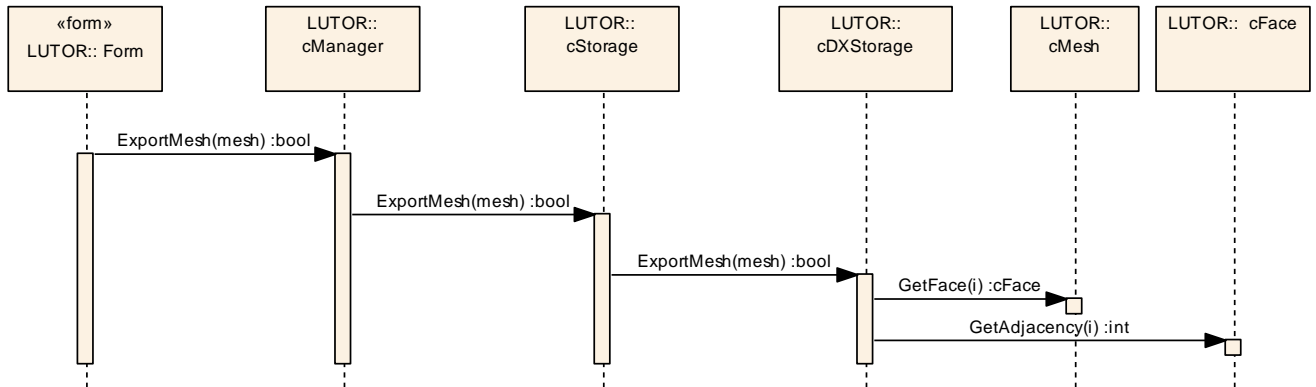 «form»
LUTOR:: Form
LUTOR::
cManager
LUTOR::
cStorage
LUTOR::
cDXStorage
LUTOR::
cMesh
LUTOR:: cFace
ExportMesh(mesh) :bool
ExportMesh(mesh) :bool
ExportMesh(mesh) :bool
GetFace(i) :cFace
GetAdjacency(i) :int